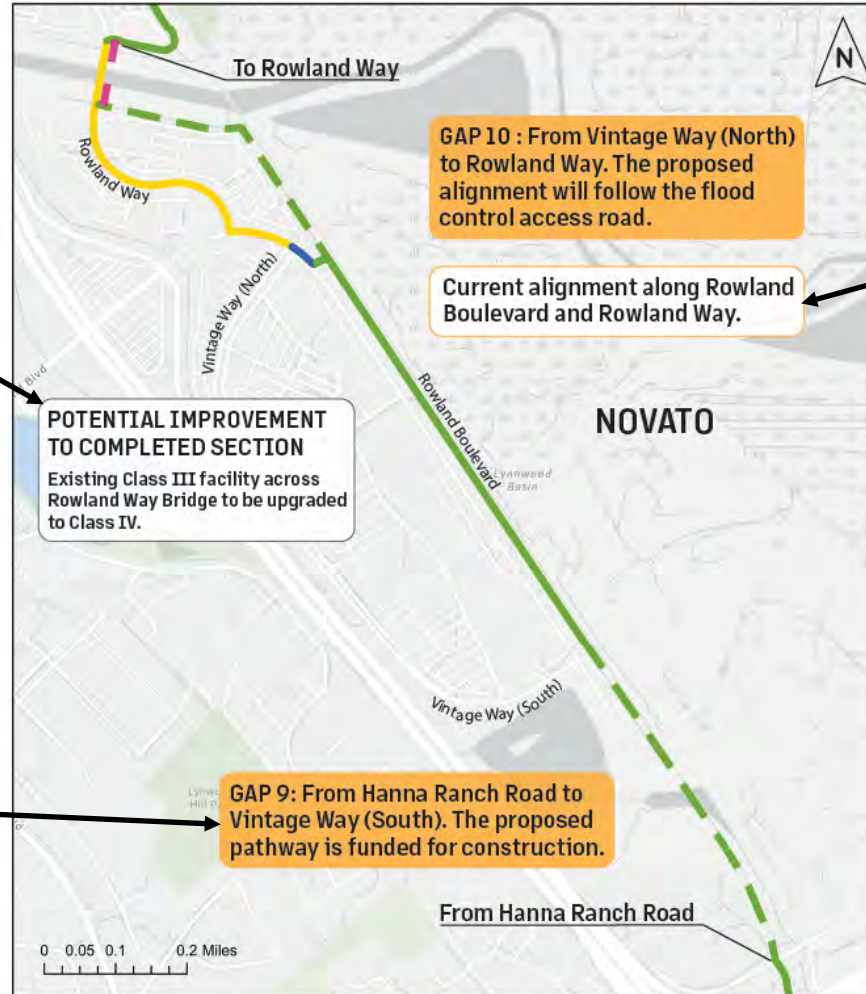 N
To Rowland Way
GAP 10 : From Vintage Way (North)
to Rowland Way. The proposed
alignment will follow the flood
control access road.
Rowland Way
Current alignment along Rowland
Boulevard and Rowland Way.
Vintage Way (North)
Blvd
POTENTIAL IMPROVEMENT
TO COMPLETED SECTION
Existing Class III facility across
Rowland Way Bridge to be upgraded
to Class IV.
Rowland Boulevard
NOVATO
Lynnwood
Basin
Vintage Way (South)
GAP 9: From Hanna Ranch Road to
Vintage Way (South). The proposed
pathway is funded for construction.
From Hanna Ranch Road
0 0.05 0.1 0.2 Miles